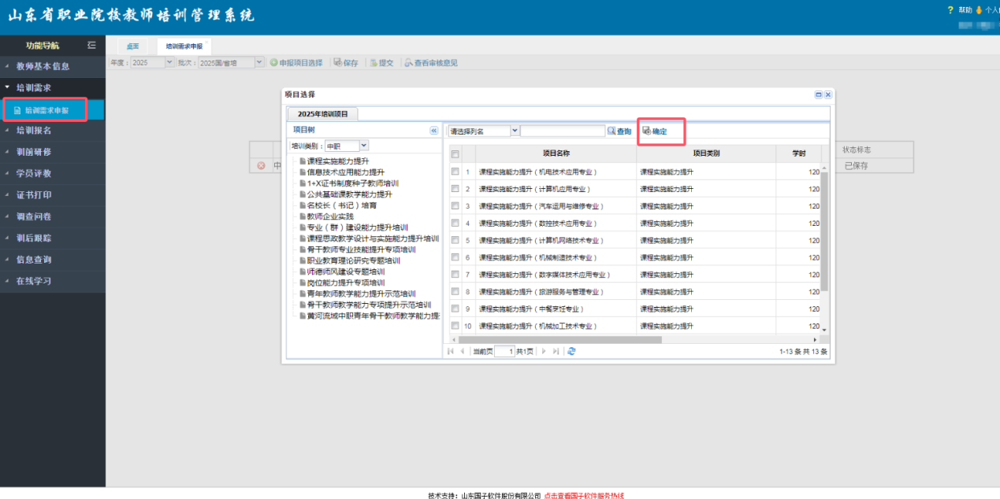 山东省职业院校教师培训管理系统
? 帮助 个人
功能导航
教师基本信息
培训需求
培训需求申报
培训报名
训前研修
学员评教
证书打印
调查问卷
训后跟踪
信息查询
在线学习
桌面 培训需求申报
年度: 2025 批次: 2025国/省培 申报项目选择 保存 提交 查看审核意见
项目选择
2025年培训项目
项目树
培训类别: 中职
课程实施能力提升
信息技术应用能力提升
1+X证书制度种子教师培训
公共基础课教学能力提升
名校长（书记）培育
教师企业实践
专业（群）建设能力提升培训
课程思政教学设计与实施能力提升培训
骨干教师专业技能提升专项培训
职业教育理论研究专题培训
师德师风建设专题培训
岗位能力提升专项培训
青年教师教学能力提升示范培训
骨干教师教学能力专项提升示范培训
黄河流域中职青年骨干教师教学能力提
请选择列名 查询 确定
项目名称 项目类别 学时
1 课程实施能力提升（机电技术应用专业） 课程实施能力提升 120
2 课程实施能力提升（计算机应用专业） 课程实施能力提升 120
3 课程实施能力提升（汽车运用与维修专业） 课程实施能力提升 120
4 课程实施能力提升（数控技术应用专业） 课程实施能力提升 120
5 课程实施能力提升（计算机网络技术专业） 课程实施能力提升 120
6 课程实施能力提升（机械制造技术专业） 课程实施能力提升 120
7 课程实施能力提升（数字媒体技术应用专业） 课程实施能力提升 120
8 课程实施能力提升（旅游服务与管理专业） 课程实施能力提升 120
9 课程实施能力提升（中餐烹饪专业） 课程实施能力提升 120
10 课程实施能力提升（机械加工技术专业） 课程实施能力提升 120
当前页 1 共1页
1-13 条 共 13 条
中
状态标志
已保存
技术支持：山东国子软件股份有限公司 点击查看国子软件服务热线